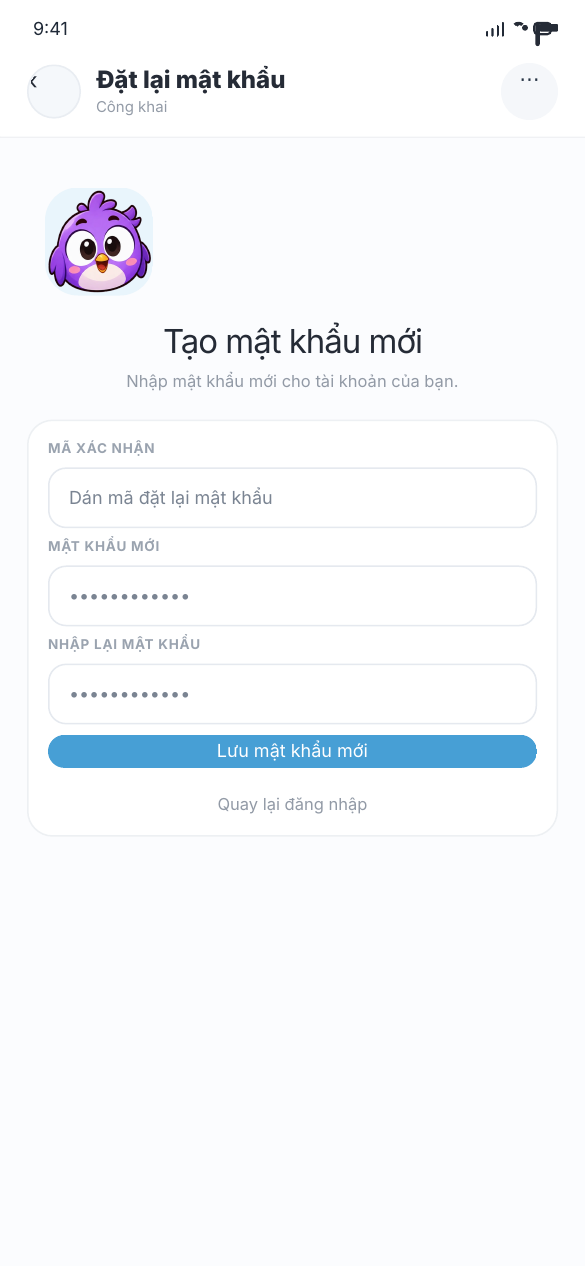 9:41
Đặt lại mật khẩu
Công khai
Tạo mật khẩu mới
Nhập mật khẩu mới cho tài khoản của bạn.
MÃ XÁC NHẬN
Dán mã đặt lại mật khẩu
MẬT KHẨU MỚI
••••••••••••
NHẬP LẠI MẬT KHẨU
••••••••••••
Lưu mật khẩu mới
Quay lại đăng nhập